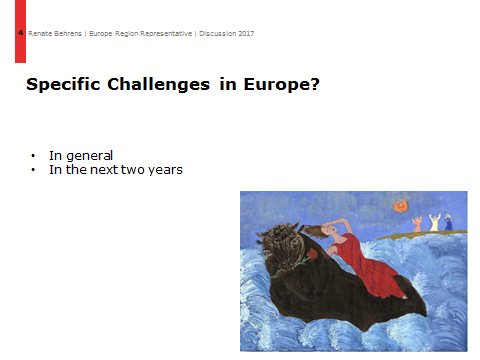 4 Renate Behrens | Europe Region Representative | Discussion 2017
Specific Challenges in Europe?
• In general
• In the next two years